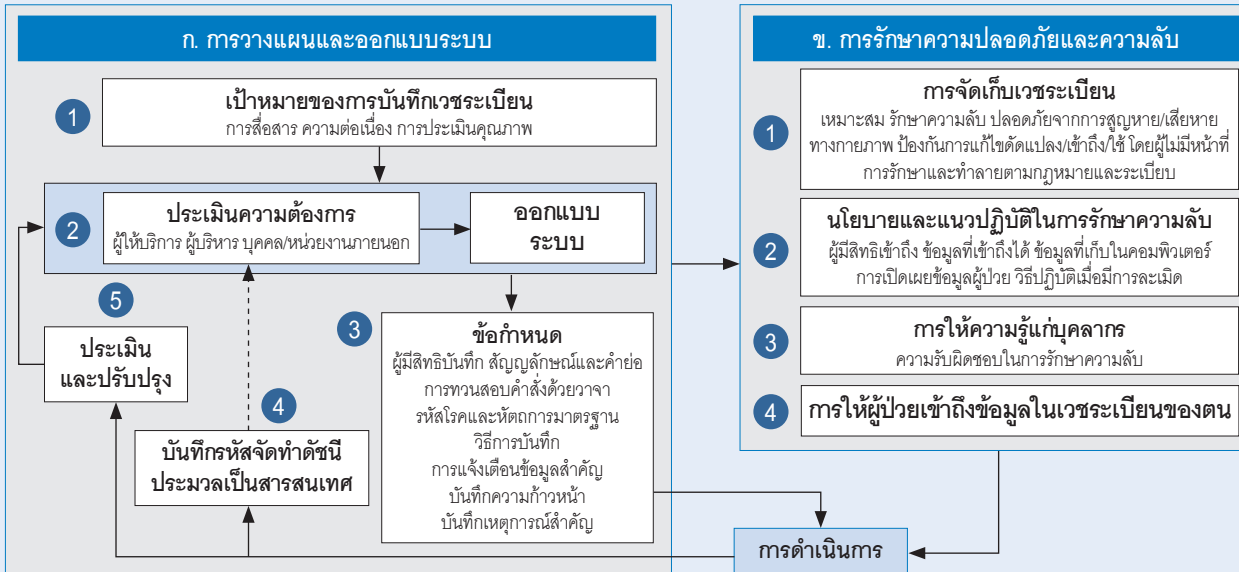 ก. การวางแผนและออกแบบระบบ
1
เป้าหมายของการบันทึกเวชระเบียน
การสื่อสาร ความต่อเนื่อง การประเมินคุณภาพ
2
ประเมินความต้องการ
ผู้ให้บริการ ผู้บริหาร บุคคล/หน่วยงานภายนอก
ออกแบบ
ระบบ
3
ข้อกำหนด
ผู้มีสิทธิบันทึก สัญญลักษณ์และคำย่อ
การทวนสอบคำสั่งด้วยวาจา
รหัสโรคและหัตถการมาตรฐาน
วิธีการบันทึก
การแจ้งเตือนข้อมูลสำคัญ
บันทึกความก้าวหน้า
บันทึกเหตุการณ์สำคัญ
4
บันทึกรหัสจัดทำดัชนี
ประมวลเป็นสารสนเทศ
5
ประเมิน
และปรับปรุง
ข. การรักษาความปลอดภัยและความลับ
1
การจัดเก็บเวชระเบียน
เหมาะสม รักษาความลับ ปลอดภัยจากการสูญหาย/เสียหาย
ทางกายภาพ ป้องกันการแก้ไขดัดแปลง/เข้าถึง/ใช้ โดยผู้ไม่มีหน้าที่
การรักษาและทำลายตามกฎหมายและระเบียบ
2
นโยบายและแนวปฏิบัติในการรักษาความลับ
ผู้มีสิทธิเข้าถึง ข้อมูลที่เข้าถึงได้ ข้อมูลที่เก็บในคอมพิวเตอร์
การเปิดเผยข้อมูลผู้ป่วย วิธีปฏิบัติเมื่อมีการละเมิด
3
การให้ความรู้แก่บุคลากร
ความรับผิดชอบในการรักษาความลับ
4
การให้ผู้ป่วยเข้าถึงข้อมูลในเวชระเบียนของตน
การดำเนินการ